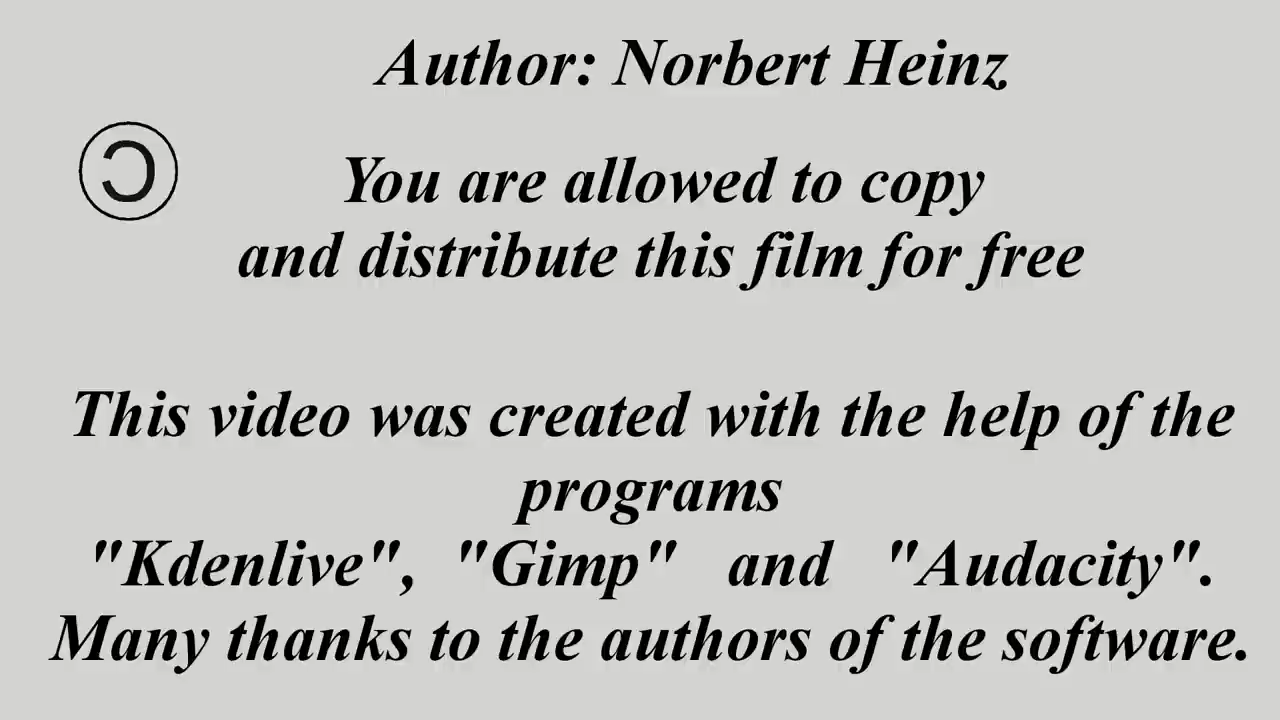 Author: Norbert Heinz
Ɔ
You are allowed to copy
and distribute this film for free
This video was created with the help of the
programs
"Kdenlive", "Gimp" and "Audacity".
Many thanks to the authors of the software.